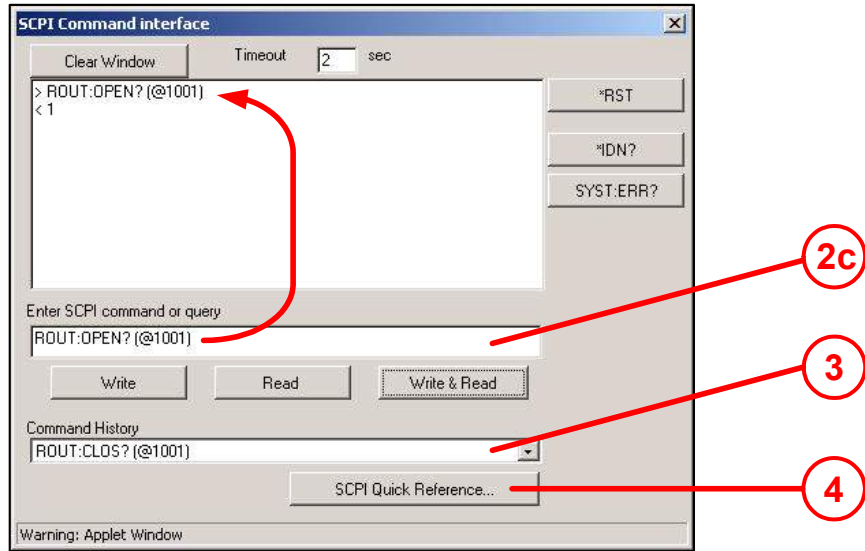 SCPI Command interface
Clear Window
Timeout 2 sec
> ROUT:OPEN? (@1001)
< 1
*RST
*IDN?
SYST:ERR?
2c
Enter SCPI command or query
ROUT:OPEN? (@1001)
Write
Read
Write & Read
3
Command History
ROUT:CLOS? (@1001)
SCPI Quick Reference...
4
Warning: Applet Window